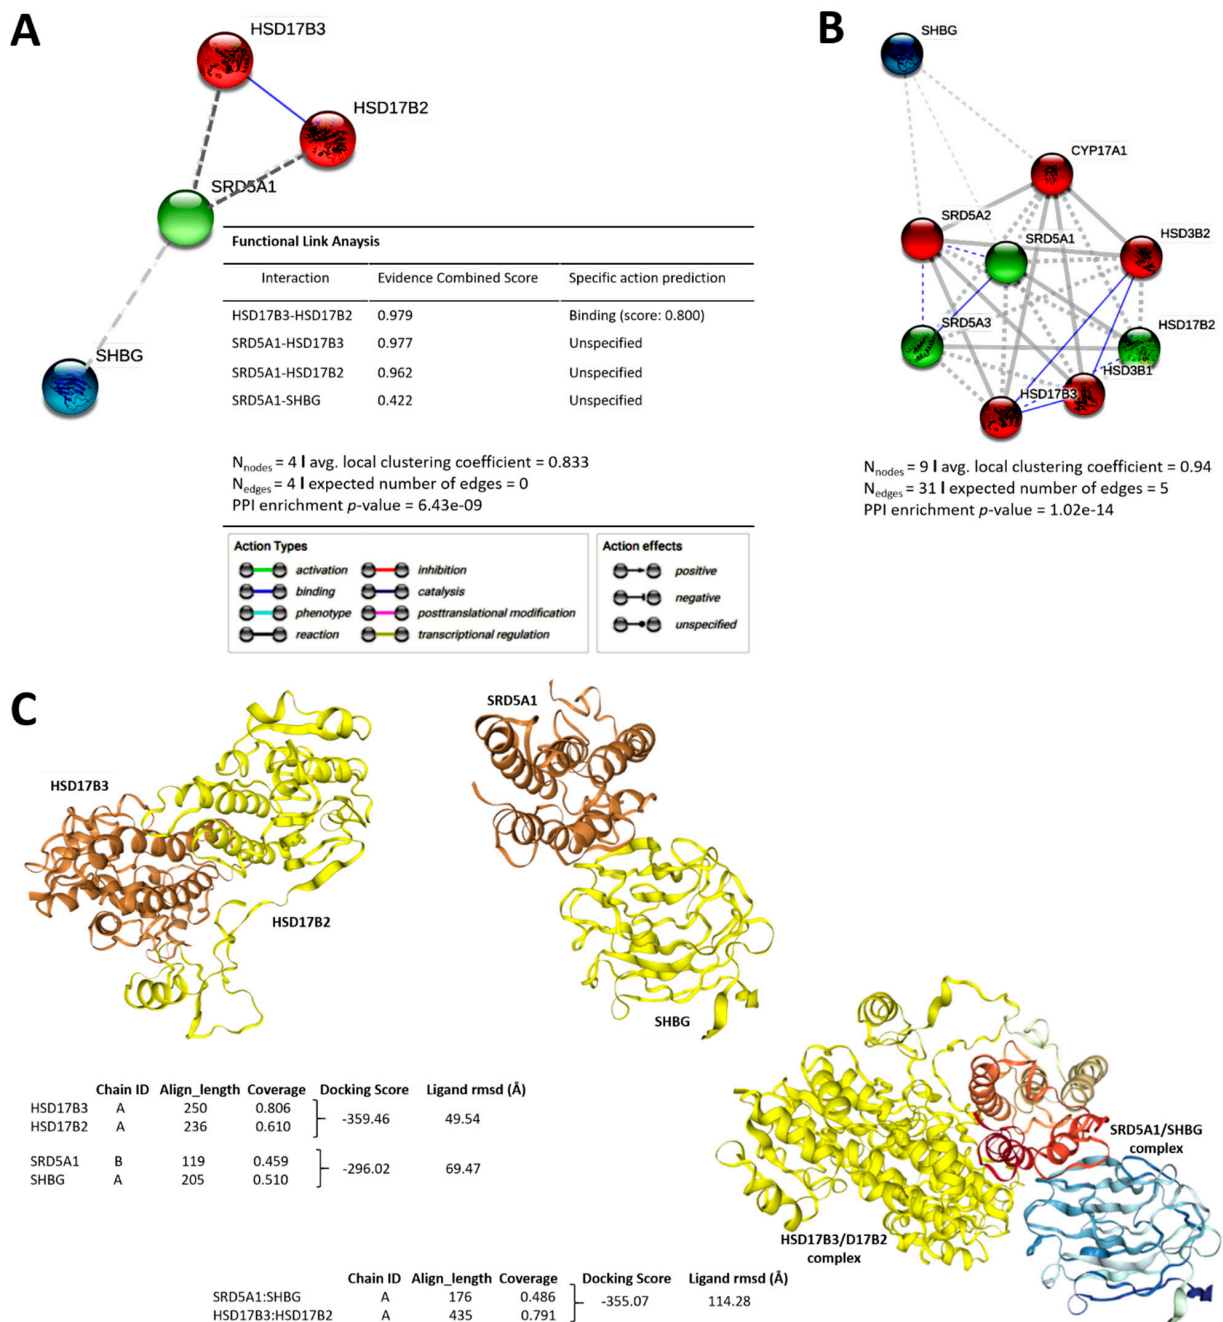 A
HSD17B3
HSD17B2
SRD5A1
SHBG
Functional Link Anaysis
Interaction Evidence Combined Score Specific action prediction
HSD17B3-HSD17B2 0.979 Binding (score: 0.800)
SRD5A1-HSD17B3 0.977 Unspecified
SRD5A1-HSD17B2 0.962 Unspecified
SRD5A1-SHBG 0.422 Unspecified
Nnodes = 4 I avg. local clustering coefficient = 0.833
Nedges = 4 I expected number of edges = 0
PPI enrichment p-value = 6.43e-09
Action Types
activation inhibition
binding catalysis
phenotype posttranslational modification
reaction transcriptional regulation
Action effects
positive
negative
unspecified
B
SHBG
CYP17A1
SRD5A2
SRD5A1
HSD3B2
SRD5A3
HSD17B2
HSD3B1
HSD17B3
Nnodes = 9 I avg. local clustering coefficient = 0.94
Nedges = 31 I expected number of edges = 5
PPI enrichment p-value = 1.02e-14
C
HSD17B3
HSD17B2
SRD5A1
SHBG
Chain ID Align_length Coverage Docking Score Ligand rmsd (Å)
HSD17B3 A 250 0.806
HSD17B2 A 236 0.610
-359.46 49.54
SRD5A1 B 119 0.459
SHBG A 205 0.510
-296.02 69.47
SRD5A1/SHBG
complex
HSD17B3/D17B2
complex
Chain ID Align_length Coverage Docking Score Ligand rmsd (Å)
SRD5A1:SHBG A 176 0.486
HSD17B3:HSD17B2 A 435 0.791
-355.07 114.28